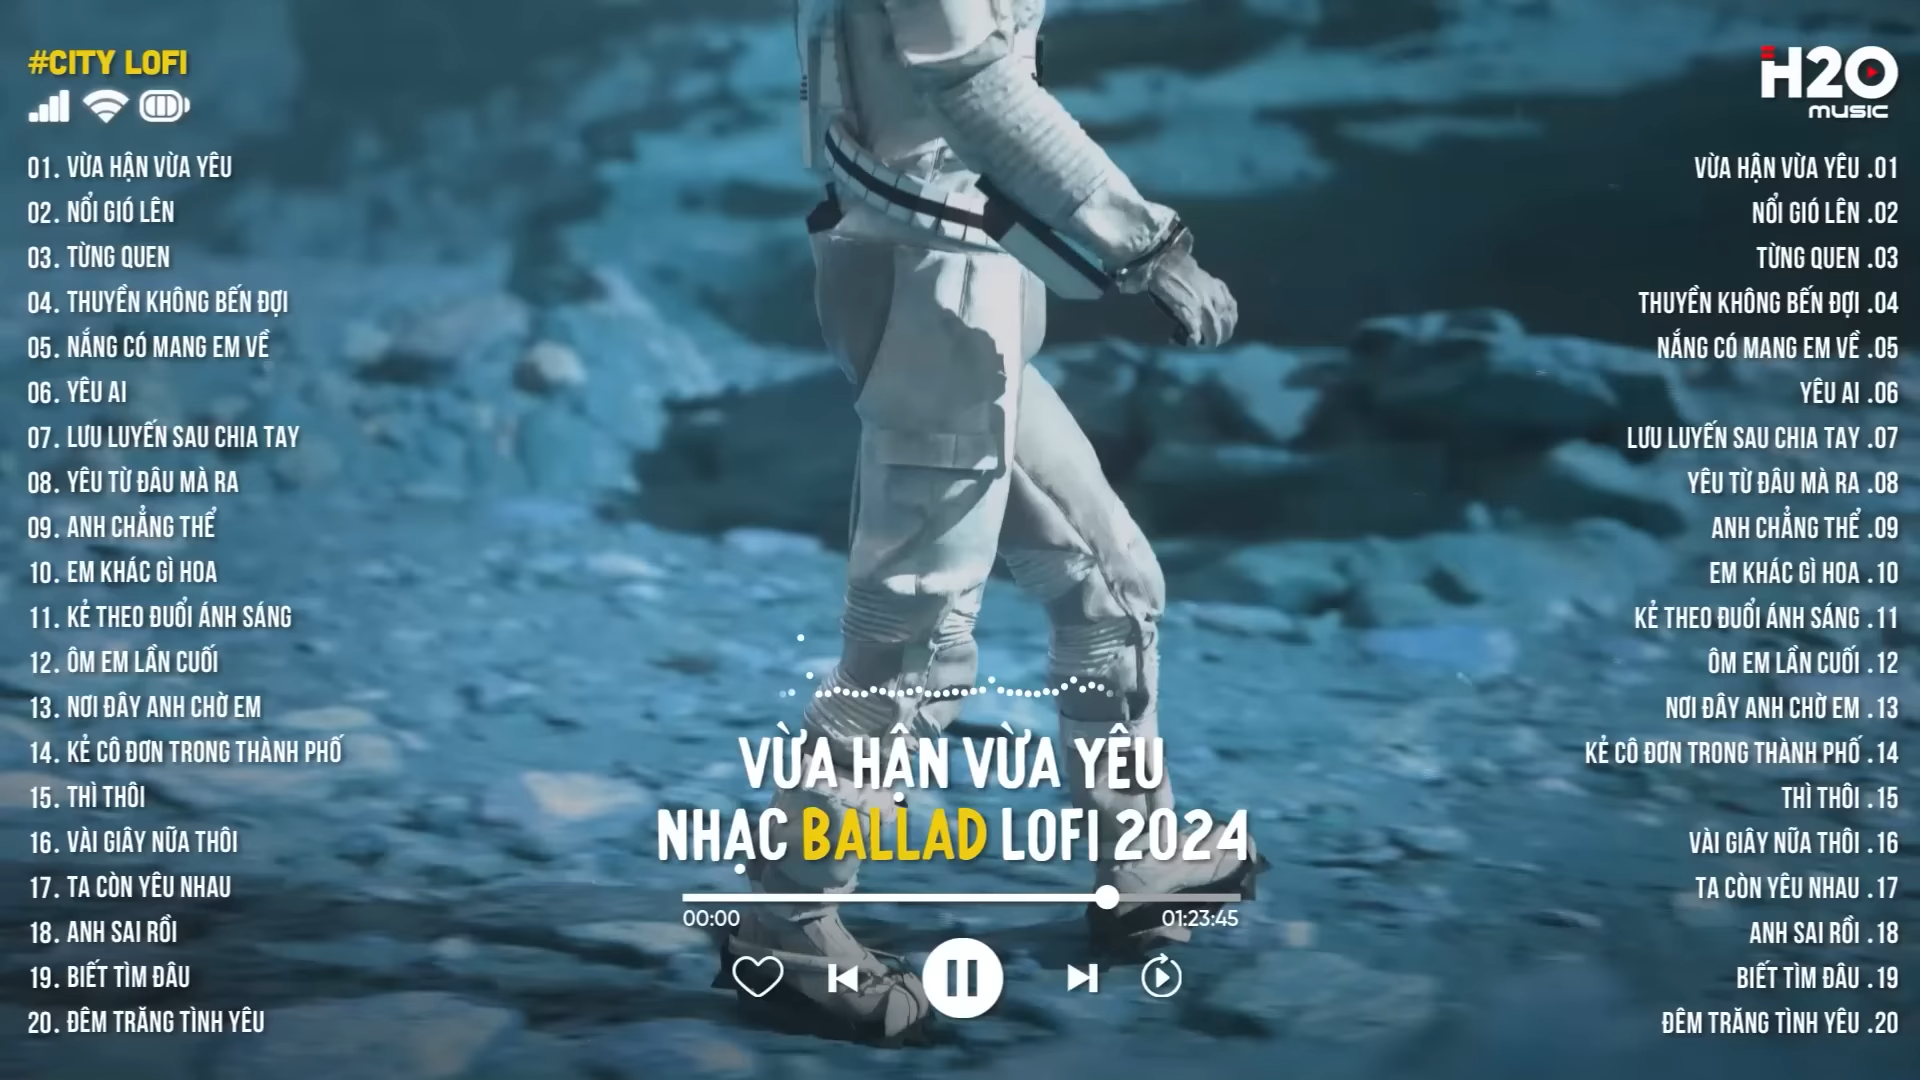 #CITY LOFI
01. VỪA HẬN VỪA YÊU
02. NỔI GIÓ LÊN
03. TỪNG QUEN
04. THUYỀN KHÔNG BẾN ĐỢI
05. NẮNG CÓ MANG EM VỀ
06. YÊU AI
07. LƯU LUYẾN SAU CHIA TAY
08. YÊU TỪ ĐÂU MÀ RA
09. ANH CHẲNG THỂ
10. EM KHÁC GÌ HOA
11. KẺ THEO ĐUỔI ÁNH SÁNG
12. ÔM EM LẦN CUỐI
13. NƠI ĐÂY ANH CHỜ EM
14. KẺ CÔ ĐƠN TRONG THÀNH PHỐ
15. THÌ THÔI
16. VÀI GIÂY NỮA THÔI
17. TA CÒN YÊU NHAU
18. ANH SAI RỒI
19. BIẾT TÌM ĐÂU
20. ĐÊM TRĂNG TÌNH YÊU
VỪA HẬN VỪA YÊU
NHẠC BALLAD LOFI 2024
00:00
01:23:45
H2O
MUSIC
VỪA HẬN VỪA YÊU .01
NỔI GIÓ LÊN .02
TỪNG QUEN .03
THUYỀN KHÔNG BẾN ĐỢI .04
NẮNG CÓ MANG EM VỀ .05
YÊU AI .06
LƯU LUYẾN SAU CHIA TAY .07
YÊU TỪ ĐÂU MÀ RA .08
ANH CHẲNG THỂ .09
EM KHÁC GÌ HOA .10
KẺ THEO ĐUỔI ÁNH SÁNG .11
ÔM EM LẦN CUỐI .12
NƠI ĐÂY ANH CHỜ EM .13
KẺ CÔ ĐƠN TRONG THÀNH PHỐ .14
THÌ THÔI .15
VÀI GIÂY NỮA THÔI .16
TA CÒN YÊU NHAU .17
ANH SAI RỒI .18
BIẾT TÌM ĐÂU .19
ĐÊM TRĂNG TÌNH YÊU .20